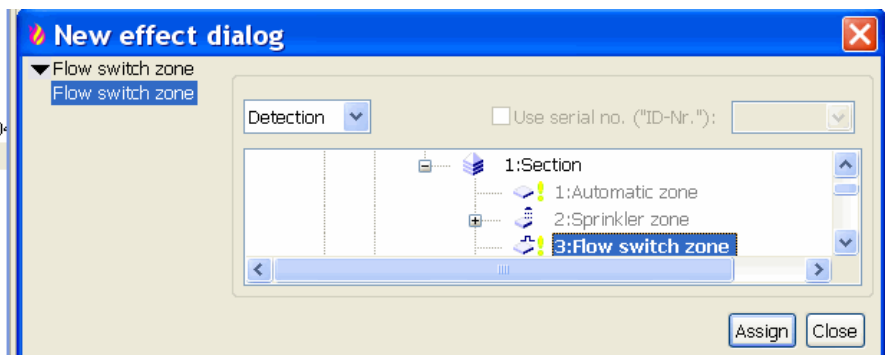 New effect dialog
Flow switch zone
Flow switch zone
Detection
Use serial no. ("ID-Nr."):
1:Section
1:Automatic zone
2:Sprinkler zone
3:Flow switch zone
Assign Close